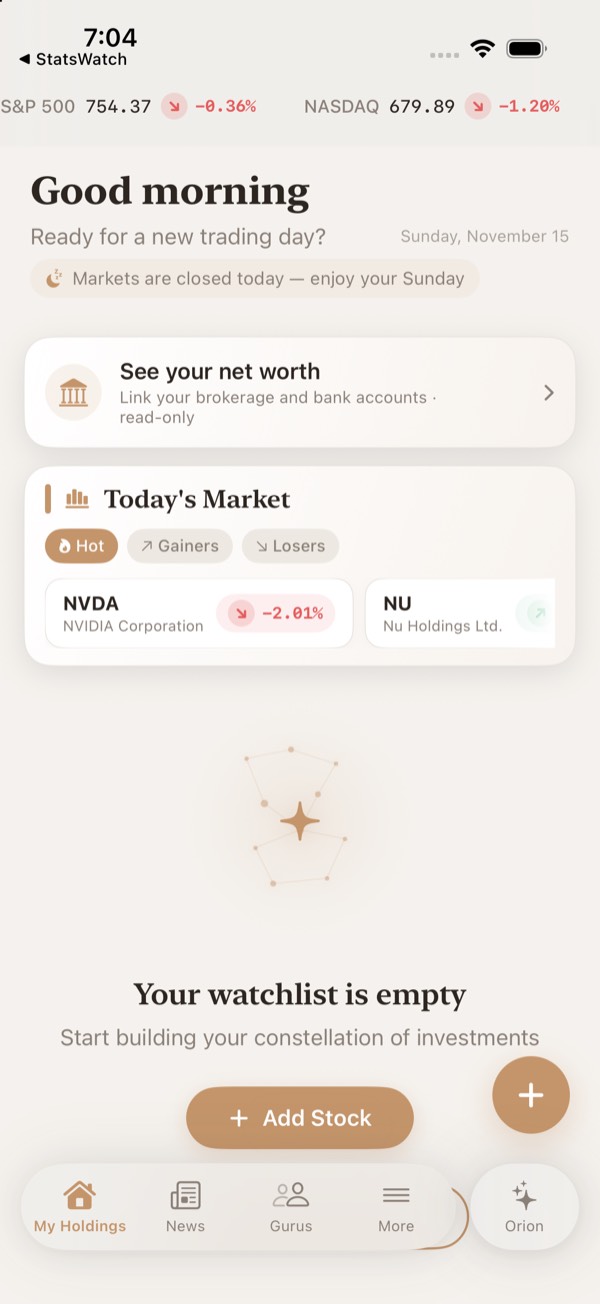 7:04
◀ StatsWatch
S&P 500 754.37 −0.36% NASDAQ 679.89 −1.20%
Good morning
Ready for a new trading day? Sunday, November 15
Markets are closed today — enjoy your Sunday
See your net worth
Link your brokerage and bank accounts ·
read-only
Today's Market
Hot Gainers Losers
NVDA −2.01% NU
NVIDIA Corporation Nu Holdings Ltd.
Your watchlist is empty
Start building your constellation of investments
+ Add Stock
My Holdings News Gurus More Orion